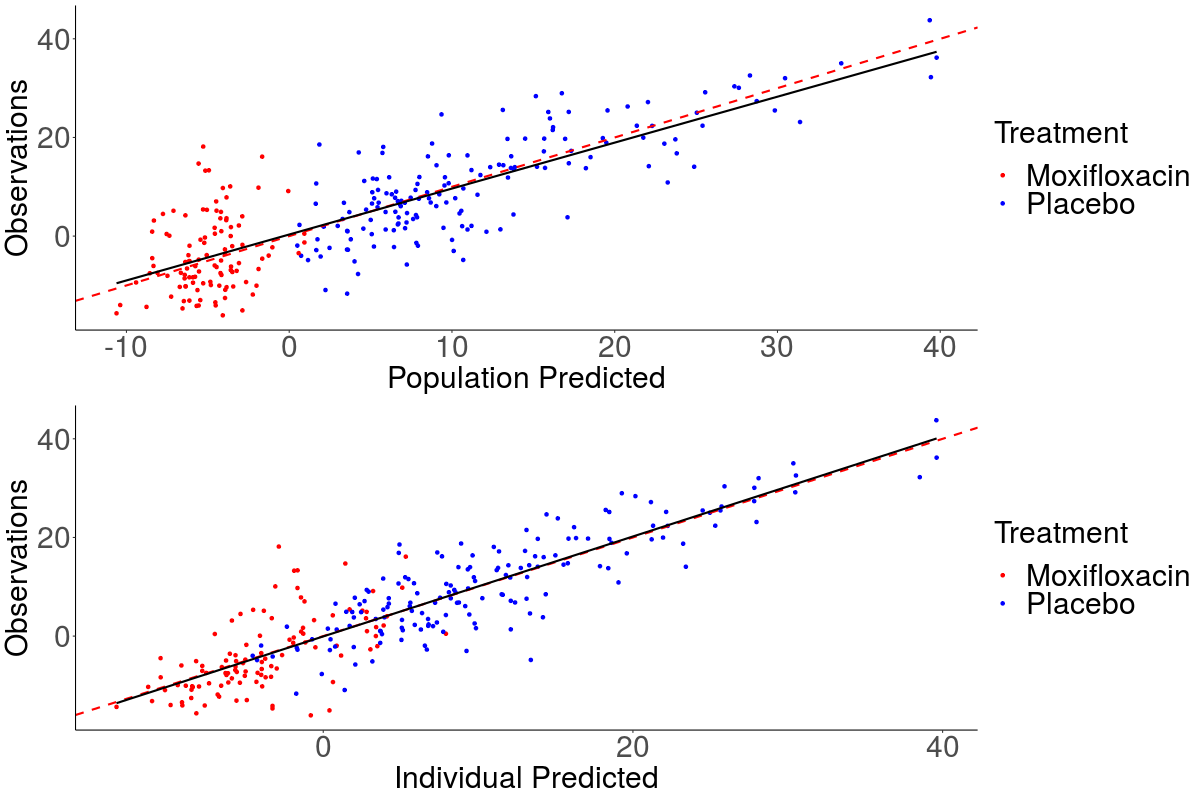 Observations
40
20
0
-10
0
10
20
30
40
Population Predicted
Treatment
Moxifloxacin
Placebo
Observations
40
20
0
0
20
40
Individual Predicted
Treatment
Moxifloxacin
Placebo